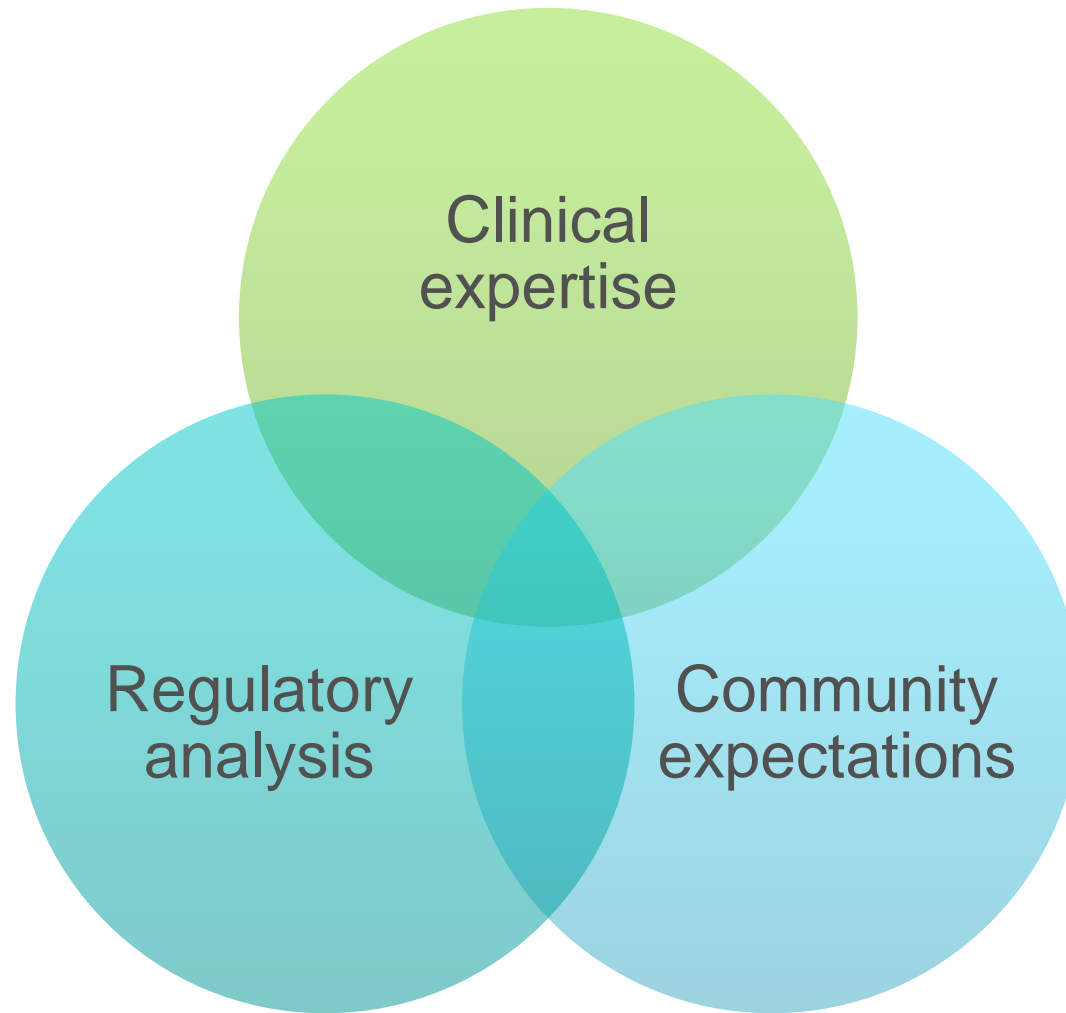 Clinical
expertise
Regulatory
analysis
Community
expectations